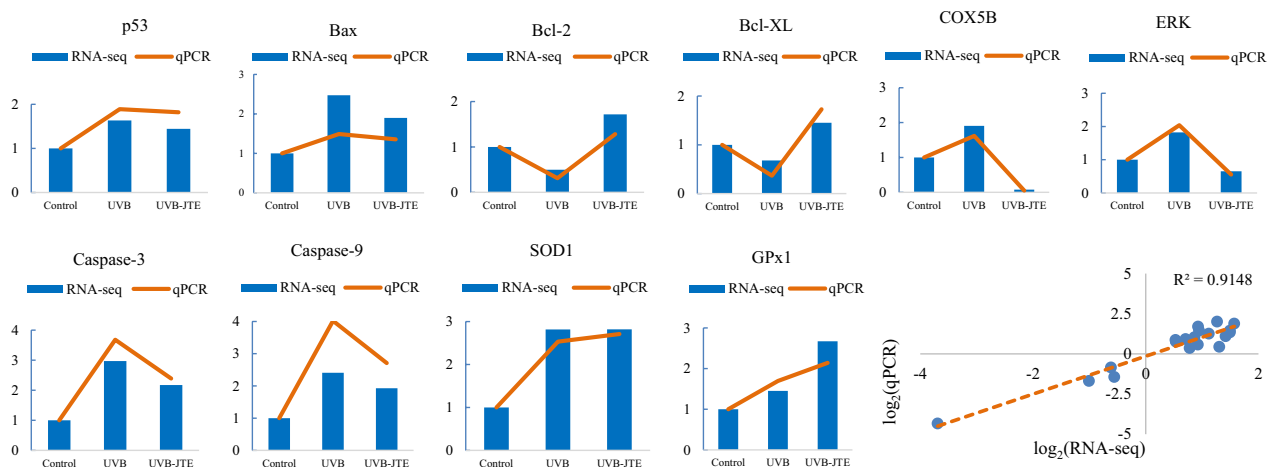 p53
RNA-seq qPCR
2
1
0
Control UVB UVB-JTE
Bax
RNA-seq qPCR
3
2
1
0
Control UVB UVB-JTE
Bcl-2
RNA-seq qPCR
2
1
0
Control UVB UVB-JTE
Bcl-XL
RNA-seq qPCR
2
1
0
Control UVB UVB-JTE
COX5B
RNA-seq qPCR
3
2
1
0
Control UVB UVB-JTE
ERK
RNA-seq qPCR
3
2
1
0
Control UVB UVB-JTE
Caspase-3
RNA-seq qPCR
4
3
2
1
0
Control UVB UVB-JTE
Caspase-9
RNA-seq qPCR
4
3
2
1
0
Control UVB UVB-JTE
SOD1
RNA-seq qPCR
3
2
1
0
Control UVB UVB-JTE
GPx1
RNA-seq qPCR
3
2
1
0
Control UVB UVB-JTE
R² = 0.9148
5
2.5
0
-2.5
-5
-4 -2 0 2
log₂(qPCR)
log₂(RNA-seq)